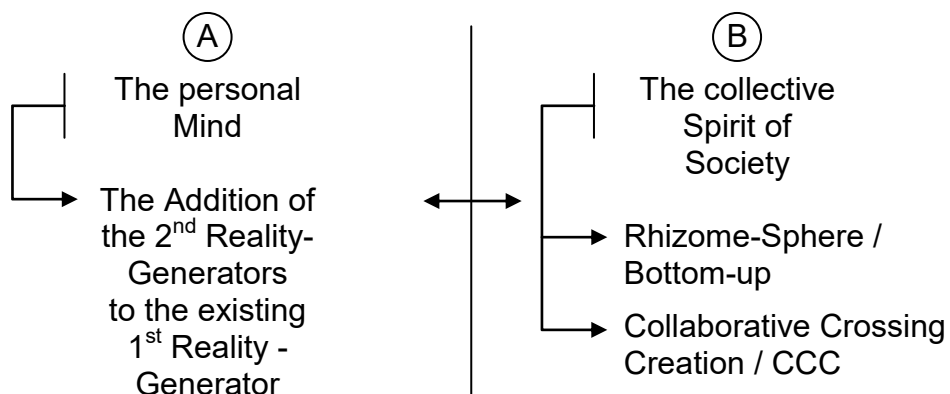 A
The personal
Mind
The Addition of
the 2nd Reality-
Generators
to the existing
1st Reality -
Generator
B
The collective
Spirit of
Society
Rhizome-Sphere /
Bottom-up
Collaborative Crossing
Creation / CCC